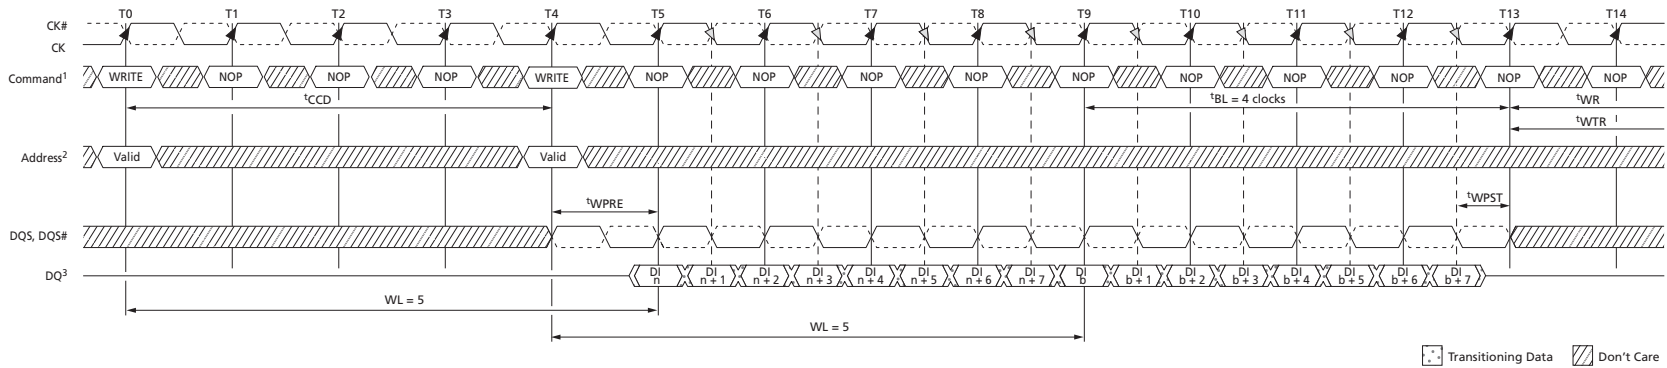 T0 T1 T2 T3 T4 T5 T6 T7 T8 T9 T10 T11 T12 T13 T14
CK#
CK
Command1 WRITE NOP NOP NOP WRITE NOP NOP NOP NOP NOP NOP NOP NOP NOP NOP
tCCD tBL = 4 clocks tWR
tWTR
Address2 Valid Valid
tWPRE tWPST
DQS, DQS#
DQ3 DI n DI n + 1 DI n + 2 DI n + 3 DI n + 4 DI n + 5 DI n + 6 DI n + 7 DI b DI b + 1 DI b + 2 DI b + 3 DI b + 4 DI b + 5 DI b + 6 DI b + 7
WL = 5
WL = 5
Transitioning Data Don't Care